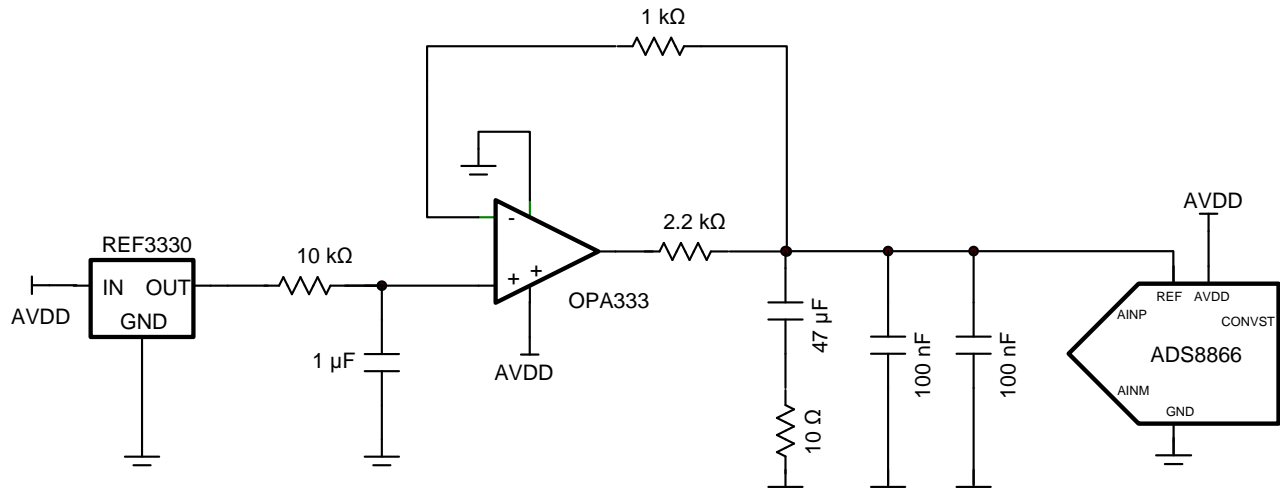 1 kΩ
-
2.2 kΩ
AVDD
REF3330
10 kΩ
IN OUT
GND
AVDD
+
+
OPA333
1 µF
AVDD
47 µF
10 Ω
100 nF
100 nF
REF
AVDD
AINP
CONVST
ADS8866
AINM
GND